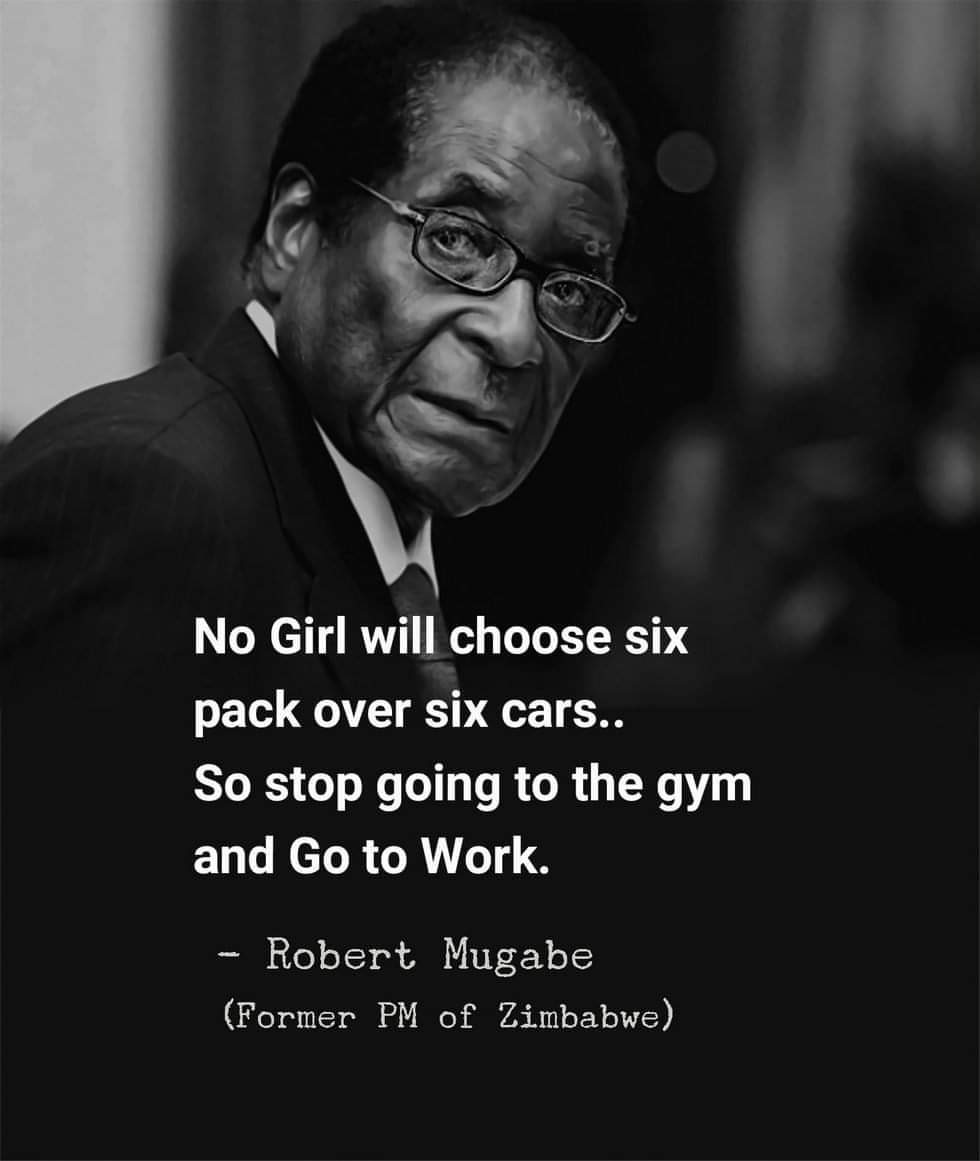 No Girl will choose six
pack over six cars..
So stop going to the gym
and Go to Work.
- Robert Mugabe
(Former PM of Zimbabwe)